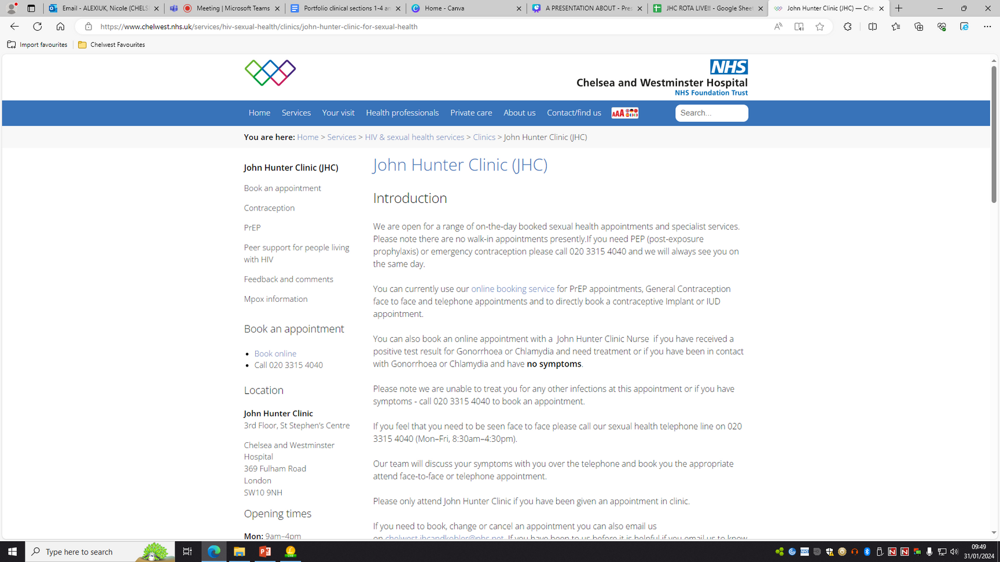 Email - ALEXIUK, Nicole (CHELS
Meeting | Microsoft Teams
Portfolio clinical sections 1-4 a
Home - Canva
A PRESENTATION ABOUT - Pres
JHC ROTA LIVE!! - Google Sheet
John Hunter Clinic (JHC) — Che
https://www.chelwest.nhs.uk/services/hiv-sexual-health/clinics/john-hunter-clinic-for-sexual-health
Import favourites
Chelwest Favourites
NHS
Chelsea and Westminster Hospital
NHS Foundation Trust
Home Services Your visit Health professionals Private care About us Contact/find us AAA Search...
You are here: Home > Services > HIV & sexual health services > Clinics > John Hunter Clinic (JHC)
John Hunter Clinic (JHC)
Book an appointment
Contraception
PrEP
Peer support for people living
with HIV
Feedback and comments
Mpox information
Book an appointment
• Book online
• Call 020 3315 4040
Location
John Hunter Clinic
3rd Floor, St Stephen's Centre
Chelsea and Westminster
Hospital
369 Fulham Road
London
SW10 9NH
Opening times
Mon: 9am–4pm
John Hunter Clinic (JHC)
Introduction
We are open for a range of on-the-day booked sexual health appointments and specialist services.
Please note there are no walk-in appointments presently.If you need PEP (post-exposure
prophylaxis) or emergency contraception please call 020 3315 4040 and we will always see you on
the same day.
You can currently use our online booking service for PrEP appointments, General Contraception
face to face and telephone appointments and to directly book a contraceptive Implant or IUD
appointment.
You can also book an online appointment with a John Hunter Clinic Nurse if you have received a
positive test result for Gonorrhoea or Chlamydia and need treatment or if you have been in contact
with Gonorrhoea or Chlamydia and have no symptoms.
Please note we are unable to treat you for any other infections at this appointment or if you have
symptoms - call 020 3315 4040 to book an appointment.
If you feel that you need to be seen face to face please call our sexual health telephone line on 020
3315 4040 (Mon–Fri, 8:30am–4:30pm).
Our team will discuss your symptoms with you over the telephone and book you the appropriate
attend face-to-face or telephone appointment.
Please only attend John Hunter Clinic if you have been given an appointment in clinic.
If you need to book, change or cancel an appointment you can also email us
on chelwest.jhcandkobler@nhs.net. If you have been to us before it is helpful if you email us to know
Type here to search
09:49
31/01/2024